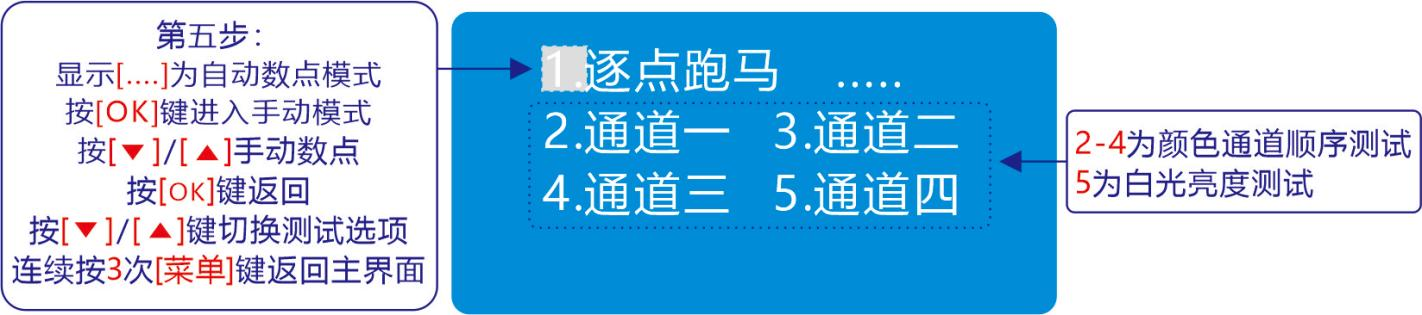 第五步：
显示[....]为自动数点模式
按[OK]键进入手动模式
按[▼]/[▲]手动数点
按[OK]键返回
按[▼]/[▲]键切换测试选项
连续按3次[菜单]键返回主界面
1.逐点跑马 .....
2.通道一 3.通道二
4.通道三 5.通道四
2-4为颜色通道顺序测试
5为白光亮度测试